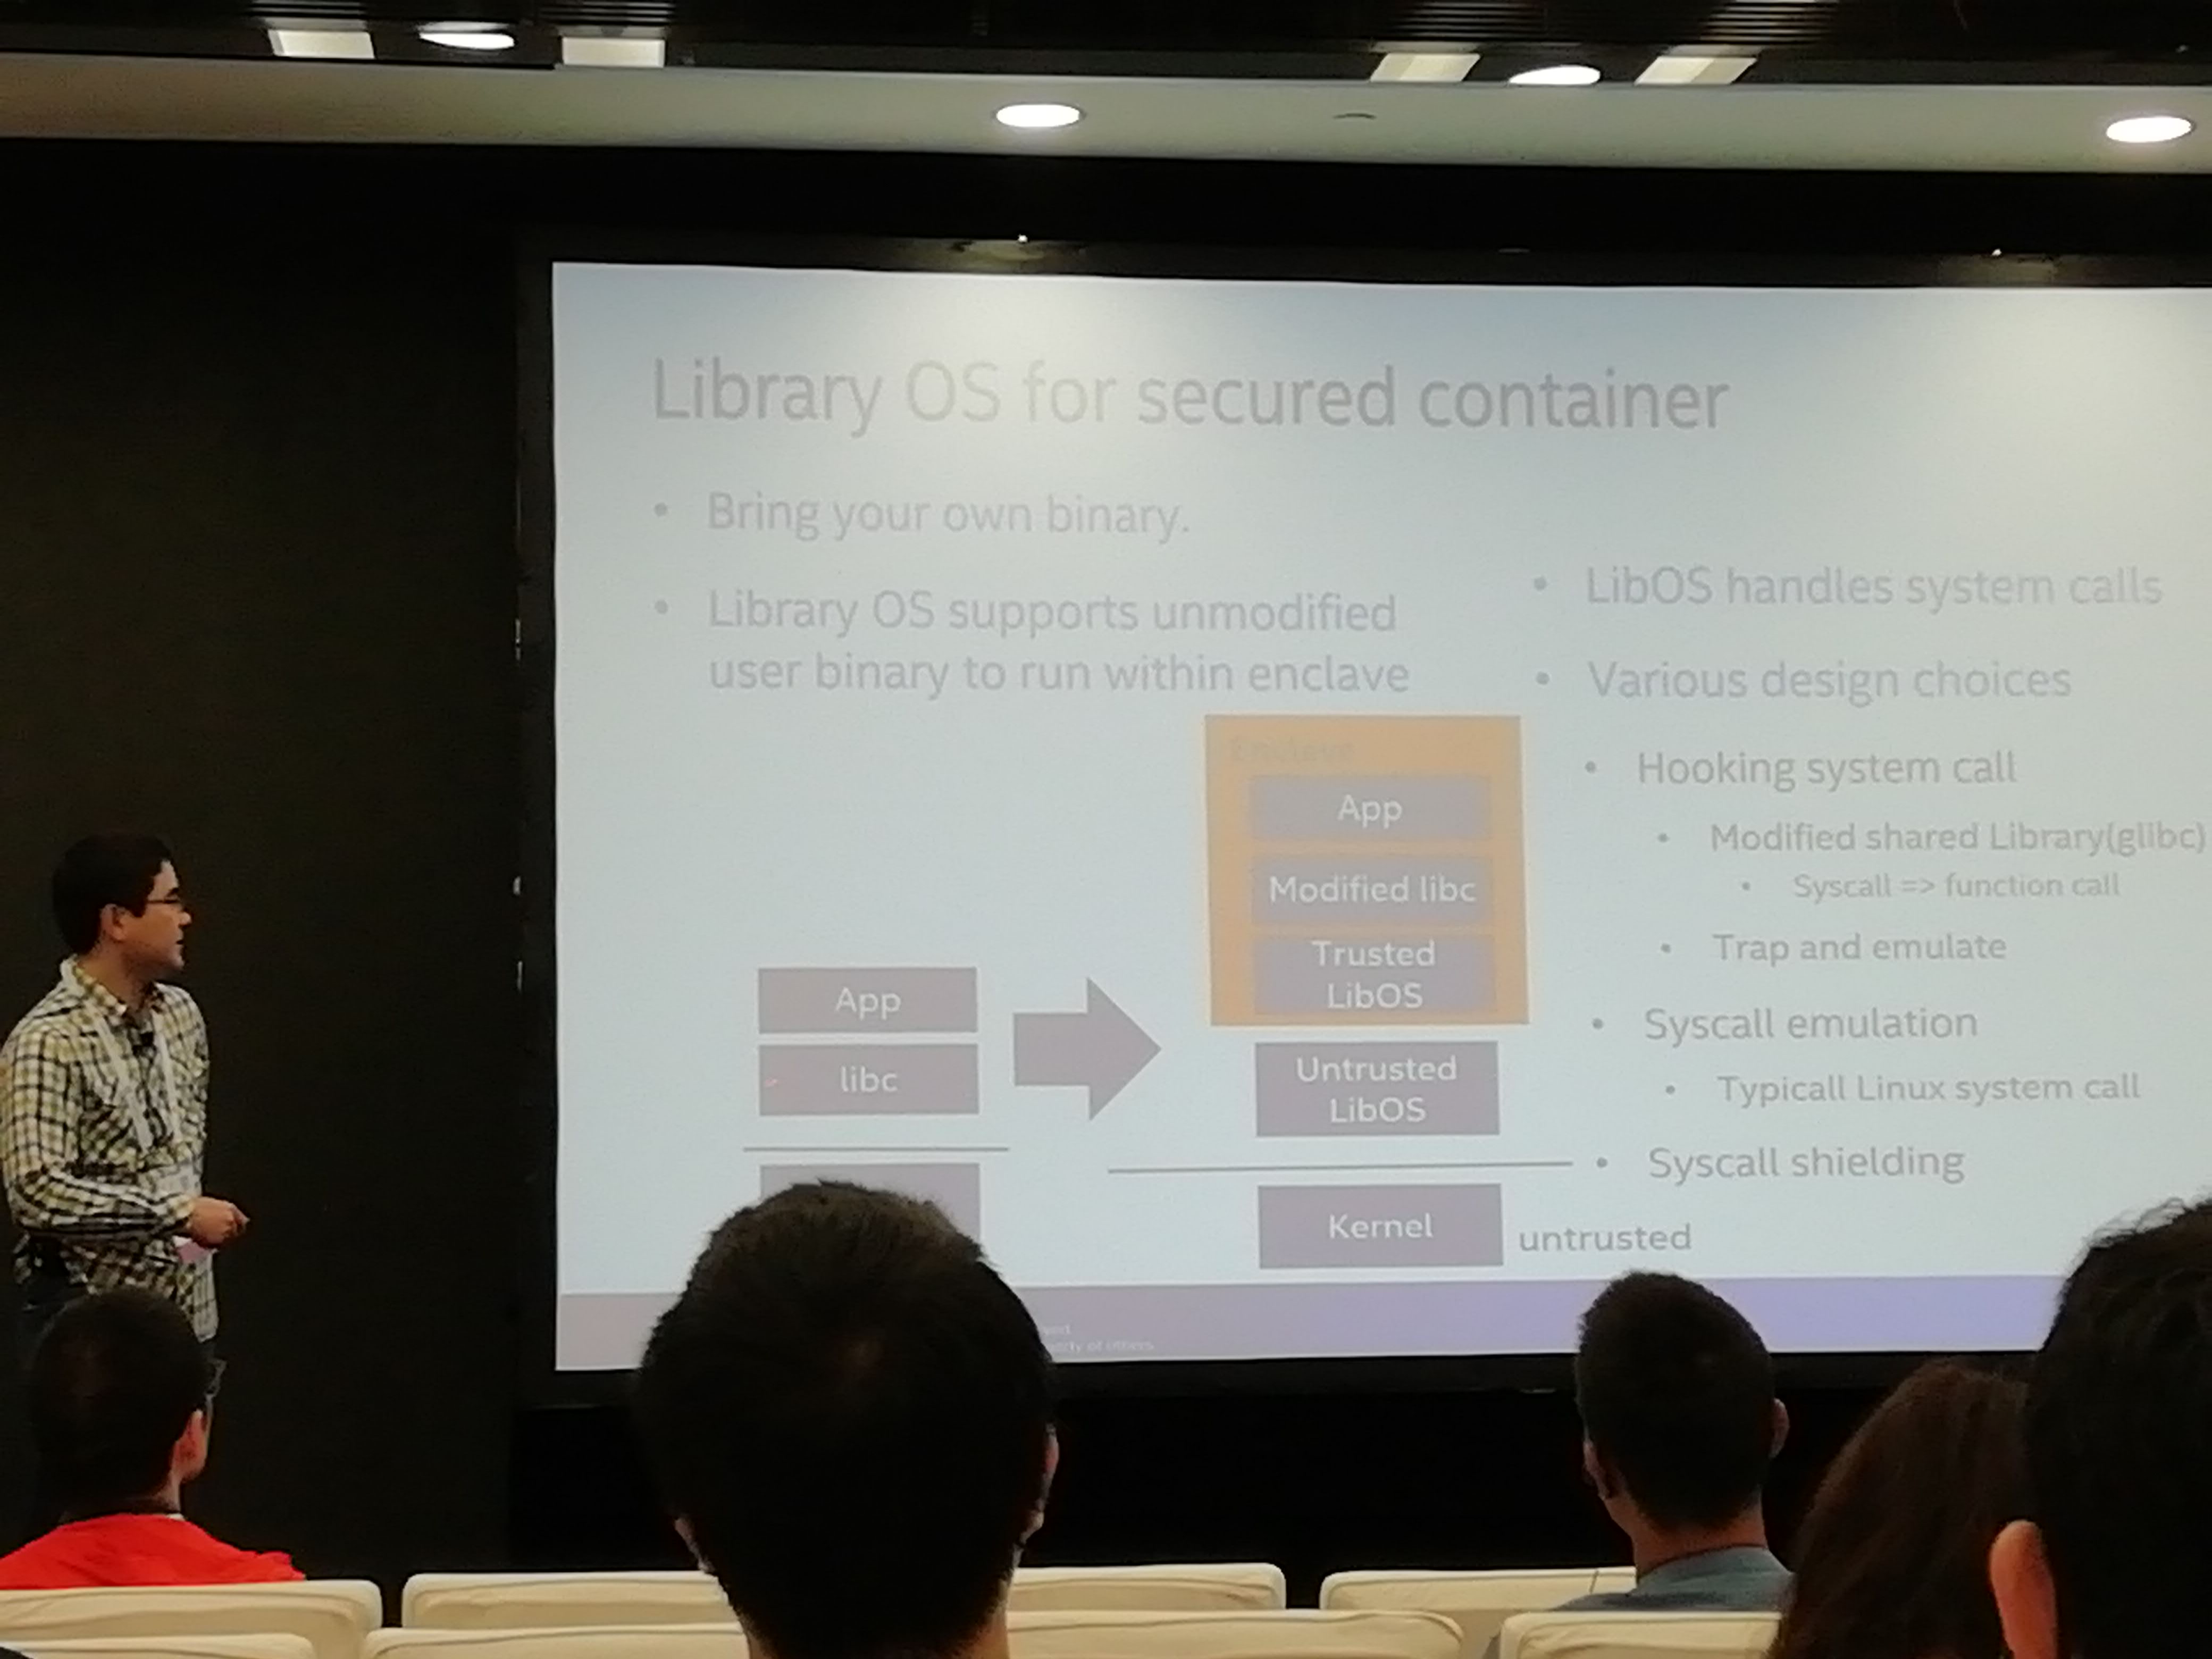 Library OS for secured container
• Bring your own binary.
• Library OS supports unmodified
user binary to run within enclave
• LibOS handles system calls
• Various design choices
• Hooking system call
• Modified shared Library(glibc)
• Syscall => function call
• Trap and emulate
• Syscall emulation
• Typicall Linux system call
• Syscall shielding
App
libc
Enclave
App
Modified libc
Trusted
LibOS
Untrusted
LibOS
Kernel
untrusted
of others.